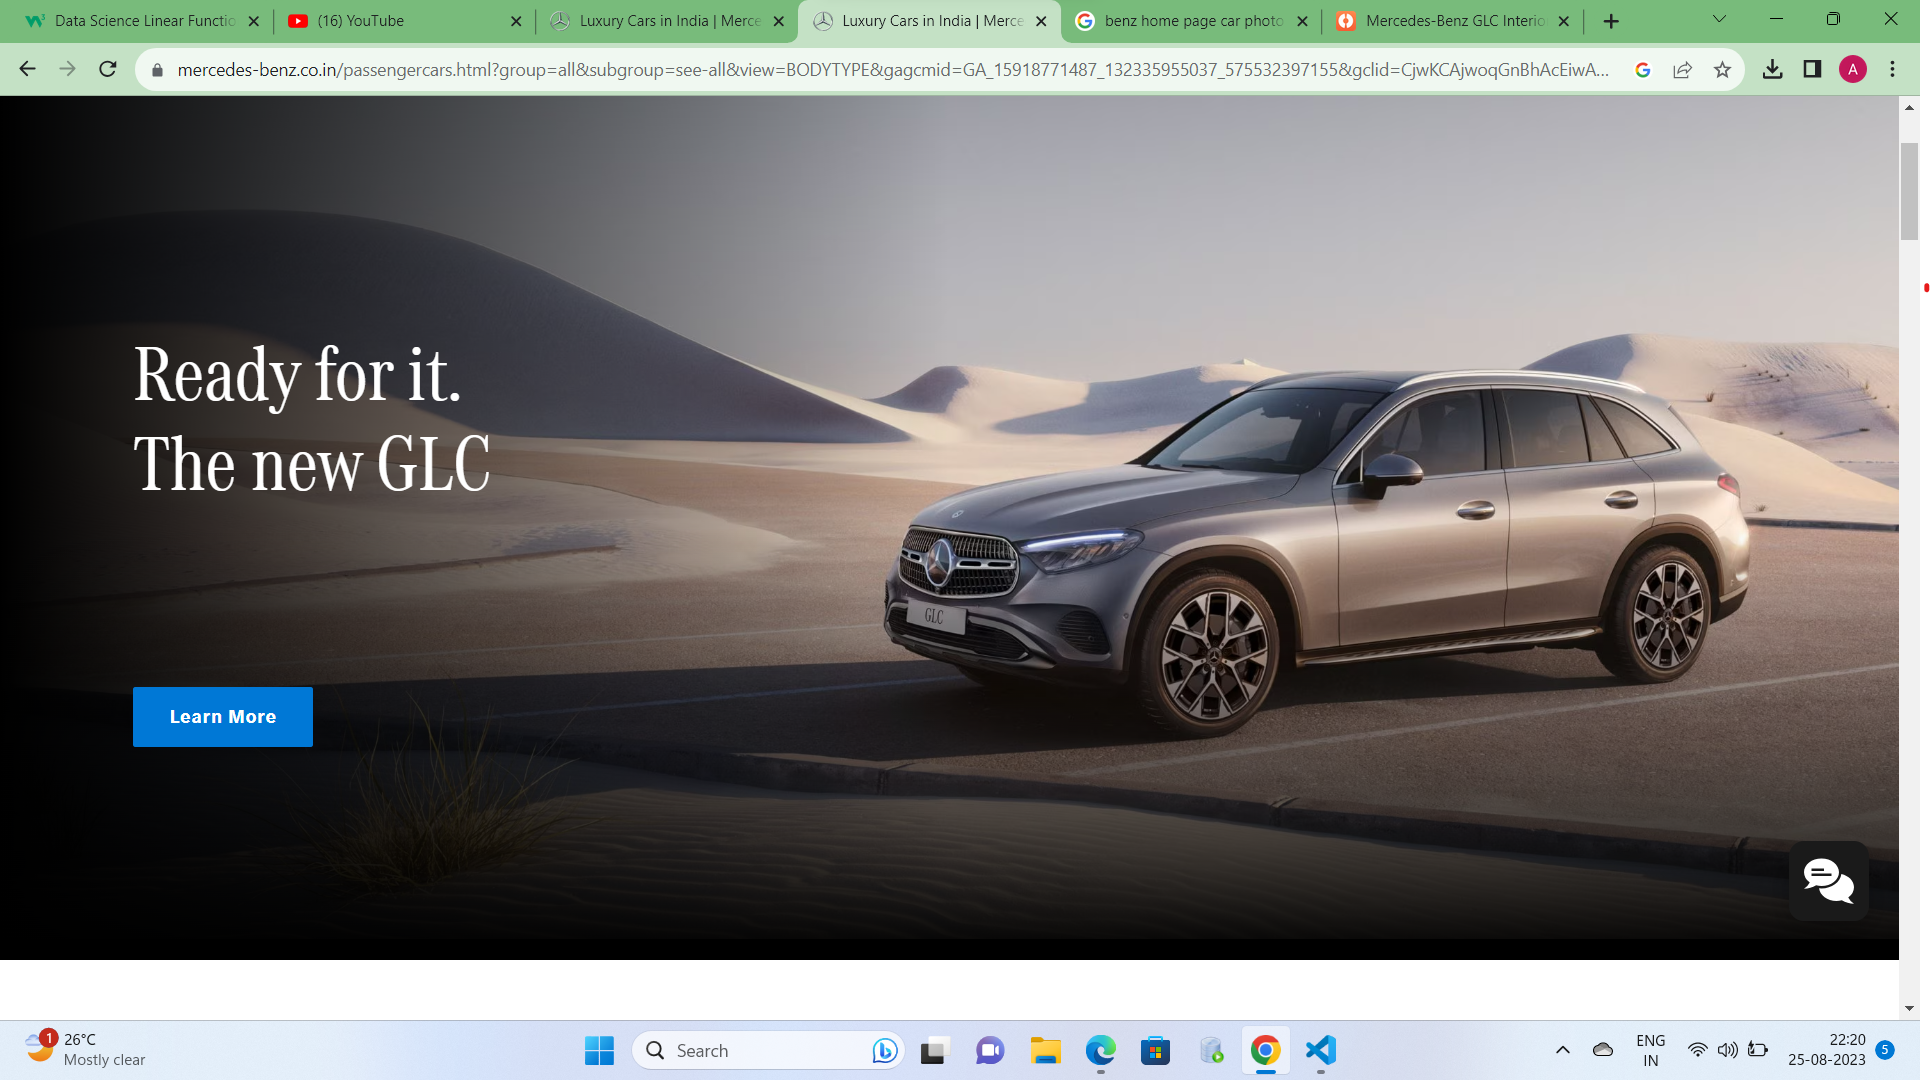 Data Science Linear Functio
(16) YouTube
Luxury Cars in India | Merce
Luxury Cars in India | Merce
benz home page car photo
Mercedes-Benz GLC Interio
mercedes-benz.co.in/passengercars.html?group=all&subgroup=see-all&view=BODYTYPE&gagcmid=GA_15918771487_132335955037_575532397155&gclid=CjwKCAjwoqGnBhAcEiwA...
A
Ready for it.
The new GLC
GLC
Learn More
1
26°C
Mostly clear
Search
ENG
IN
22:20
25-08-2023
5